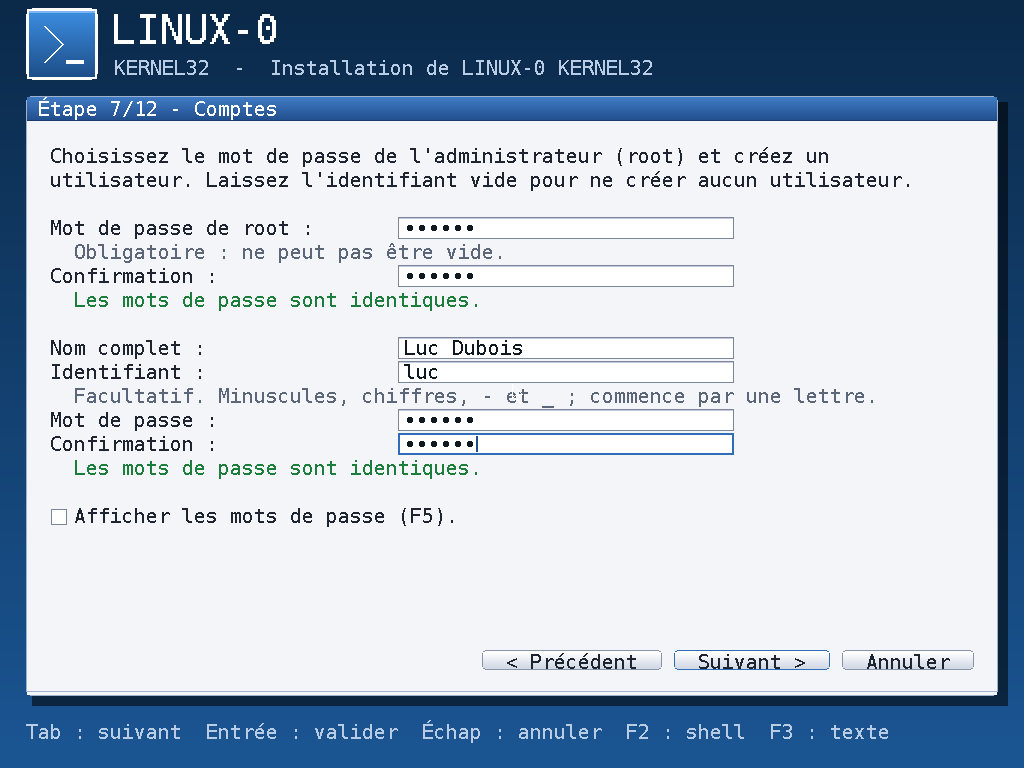 >_
LINUX-0
KERNEL32 - Installation de LINUX-0 KERNEL32
Étape 7/12 - Comptes
Choisissez le mot de passe de l'administrateur (root) et créez un
utilisateur. Laissez l'identifiant vide pour ne créer aucun utilisateur.
Mot de passe de root : ••••••
Obligatoire : ne peut pas être vide.
Confirmation : ••••••
Les mots de passe sont identiques.
Nom complet : Luc Dubois
Identifiant : luc
Facultatif. Minuscules, chiffres, - et _ ; commence par une lettre.
Mot de passe : ••••••
Confirmation : ••••••
Les mots de passe sont identiques.
Afficher les mots de passe (F5).
< Précédent Suivant > Annuler
Tab : suivant Entrée : valider Échap : annuler F2 : shell F3 : texte